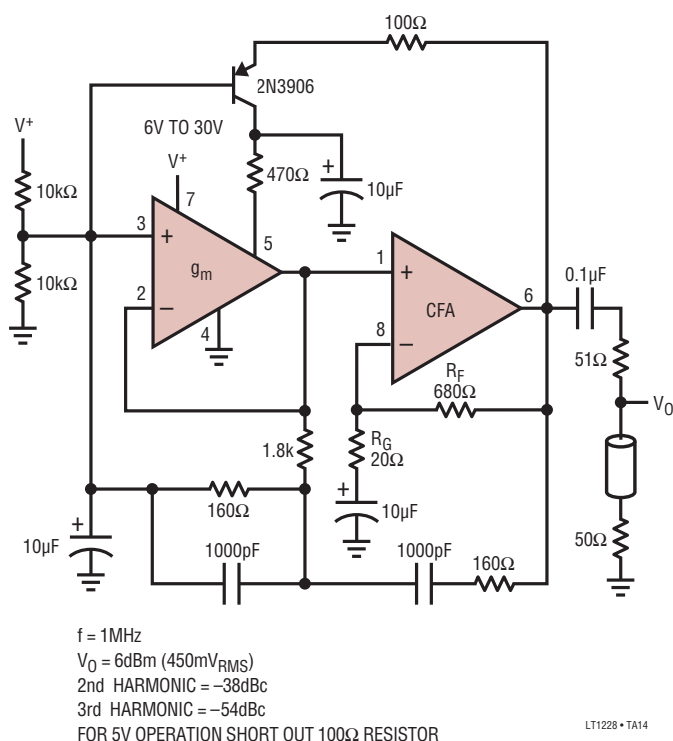 100Ω
2N3906
V+
6V TO 30V
V+
10kΩ
470Ω
+
10µF
7
3
+
5
1
+
0.1µF
10kΩ
gm
CFA
6
2
–
4
8
–
51Ω
RF
680Ω
VO
1.8k
RG
20Ω
160Ω
+
10µF
+
10µF
50Ω
1000pF
1000pF
160Ω
f = 1MHz
VO = 6dBm (450mVRMS)
2nd HARMONIC = –38dBc
3rd HARMONIC = –54dBc
FOR 5V OPERATION SHORT OUT 100Ω RESISTOR
LT1228 • TA14